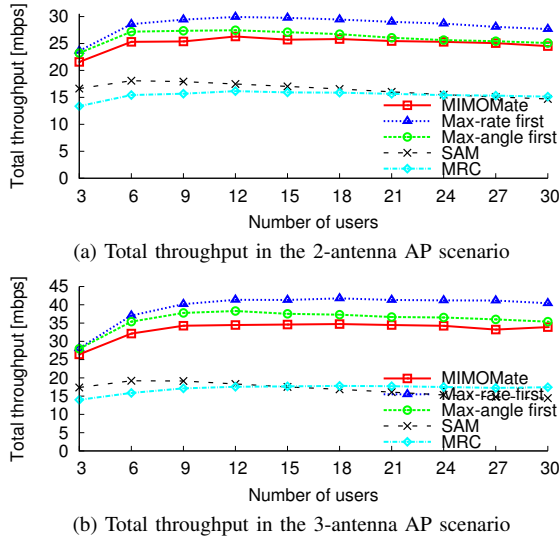 Total throughput [mbps]
30
25
20
15
10
5
0
3 6 9 12 15 18 21 24 27 30
Number of users
MIMOMate
Max-rate first
Max-angle first
SAM
MRC
(a) Total throughput in the 2-antenna AP scenario
Total throughput [mbps]
45
40
35
30
25
20
15
10
5
0
3 6 9 12 15 18 21 24 27 30
Number of users
MIMOMate
Max-rate first
Max-angle first
SAM
MRC
(b) Total throughput in the 3-antenna AP scenario